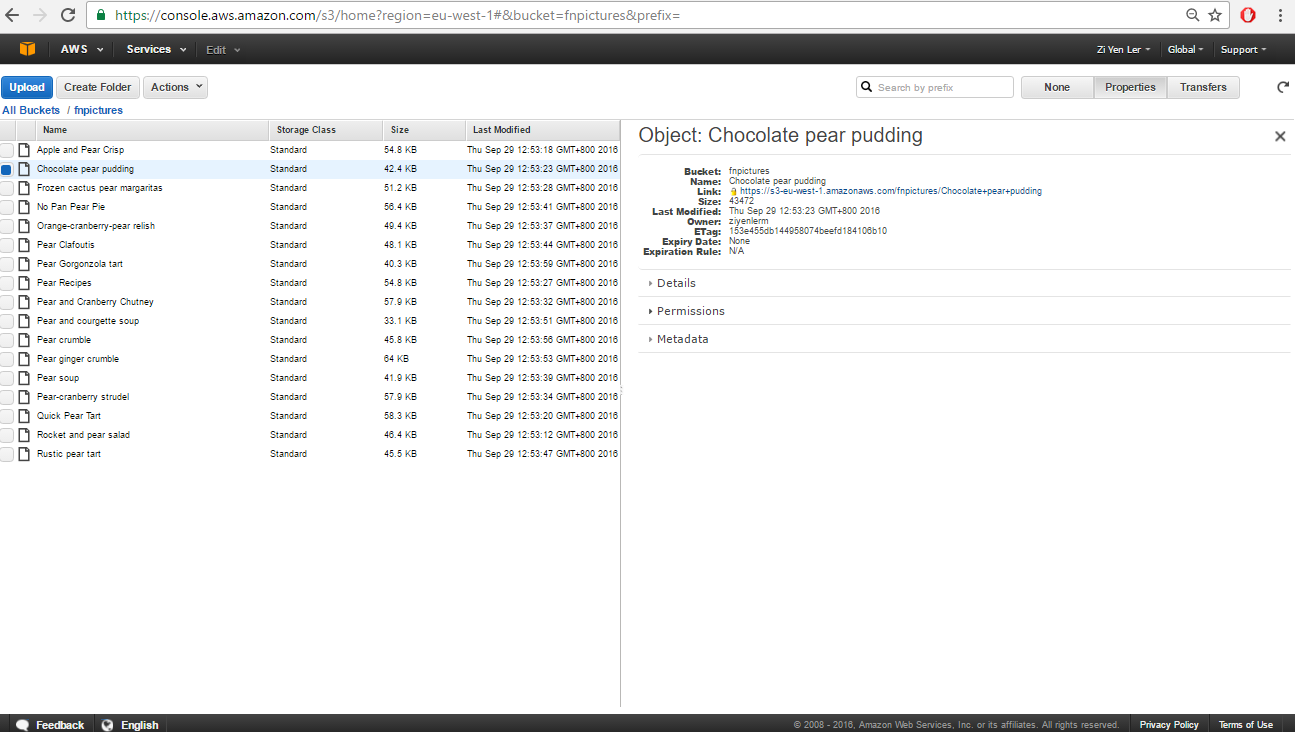 https://console.aws.amazon.com/s3/home?region=eu-west-1#&bucket=fnpictures&prefix=
AWS Services Edit Zi Yen Ler Global Support
Upload Create Folder Actions Search by prefix None Properties Transfers
All Buckets / fnpictures
Name Storage Class Size Last Modified
Apple and Pear Crisp Standard 54.8 KB Thu Sep 29 12:53:18 GMT+800 2016
Chocolate pear pudding Standard 42.4 KB Thu Sep 29 12:53:23 GMT+800 2016
Frozen cactus pear margaritas Standard 51.2 KB Thu Sep 29 12:53:28 GMT+800 2016
No Pan Pear Pie Standard 56.4 KB Thu Sep 29 12:53:41 GMT+800 2016
Orange-cranberry-pear relish Standard 49.4 KB Thu Sep 29 12:53:37 GMT+800 2016
Pear Clafoutis Standard 48.1 KB Thu Sep 29 12:53:44 GMT+800 2016
Pear Gorgonzola tart Standard 40.3 KB Thu Sep 29 12:53:59 GMT+800 2016
Pear Recipes Standard 54.8 KB Thu Sep 29 12:53:27 GMT+800 2016
Pear and Cranberry Chutney Standard 57.9 KB Thu Sep 29 12:53:32 GMT+800 2016
Pear and courgette soup Standard 33.1 KB Thu Sep 29 12:53:51 GMT+800 2016
Pear crumble Standard 45.8 KB Thu Sep 29 12:53:56 GMT+800 2016
Pear ginger crumble Standard 64 KB Thu Sep 29 12:53:53 GMT+800 2016
Pear soup Standard 41.9 KB Thu Sep 29 12:53:39 GMT+800 2016
Pear-cranberry strudel Standard 57.9 KB Thu Sep 29 12:53:34 GMT+800 2016
Quick Pear Tart Standard 58.3 KB Thu Sep 29 12:53:20 GMT+800 2016
Rocket and pear salad Standard 46.4 KB Thu Sep 29 12:53:12 GMT+800 2016
Rustic pear tart Standard 45.5 KB Thu Sep 29 12:53:47 GMT+800 2016
Object: Chocolate pear pudding
Bucket: fnpictures
Name: Chocolate pear pudding
Link: https://s3-eu-west-1.amazonaws.com/fnpictures/Chocolate+pear+pudding
Size: 43472
Last Modified: Thu Sep 29 12:53:23 GMT+800 2016
Owner: ziyenlerm
ETag: 153e455db144958074beefd184106b10
Expiry Date: None
Expiration Rule: N/A
Details
Permissions
Metadata
Feedback English © 2008 - 2016, Amazon Web Services, Inc. or its affiliates. All rights reserved. Privacy Policy Terms of Use